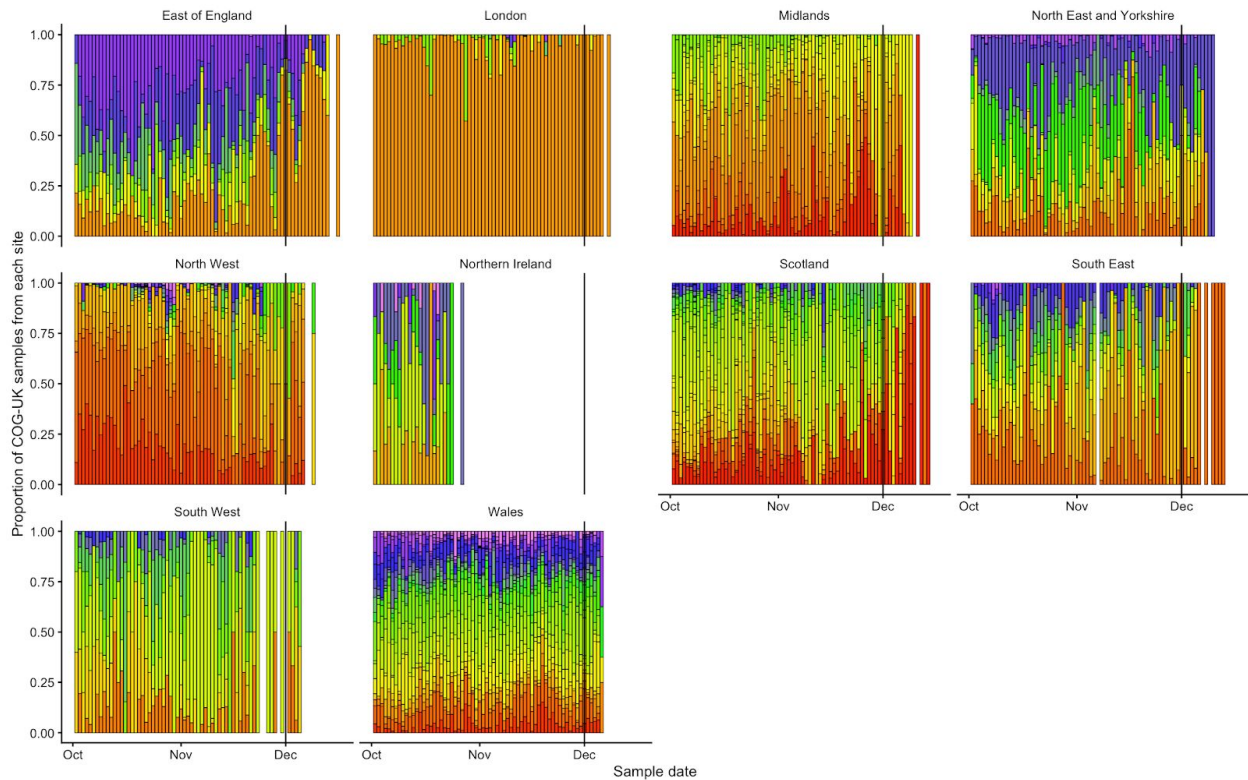 East of England
London
Midlands
North East and Yorkshire
1.00
0.75
0.50
0.25
0.00
North West
Northern Ireland
Scotland
South East
1.00
0.75
0.50
0.25
0.00
Oct
Nov
Dec
Oct
Nov
Dec
South West
Wales
1.00
0.75
0.50
0.25
0.00
Oct
Nov
Dec
Oct
Nov
Dec
Proportion of COG-UK samples from each site
Sample date